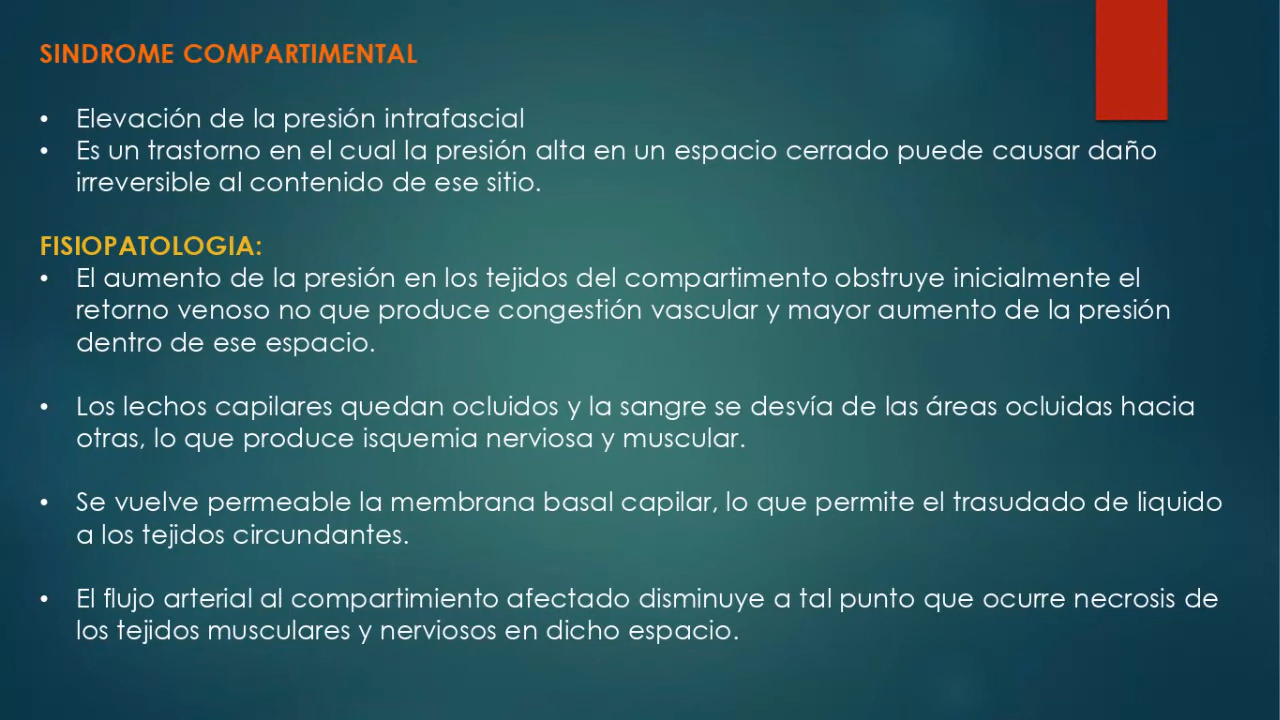 SINDROME COMPARTIMENTAL
• Elevación de la presión intrafascial
• Es un trastorno en el cual la presión alta en un espacio cerrado puede causar daño
irreversible al contenido de ese sitio.
FISIOPATOLOGIA:
• El aumento de la presión en los tejidos del compartimento obstruye inicialmente el
retorno venoso no que produce congestión vascular y mayor aumento de la presión
dentro de ese espacio.
• Los lechos capilares quedan ocluidos y la sangre se desvía de las áreas ocluidas hacia
otras, lo que produce isquemia nerviosa y muscular.
• Se vuelve permeable la membrana basal capilar, lo que permite el trasudado de liquido
a los tejidos circundantes.
• El flujo arterial al compartimiento afectado disminuye a tal punto que ocurre necrosis de
los tejidos musculares y nerviosos en dicho espacio.